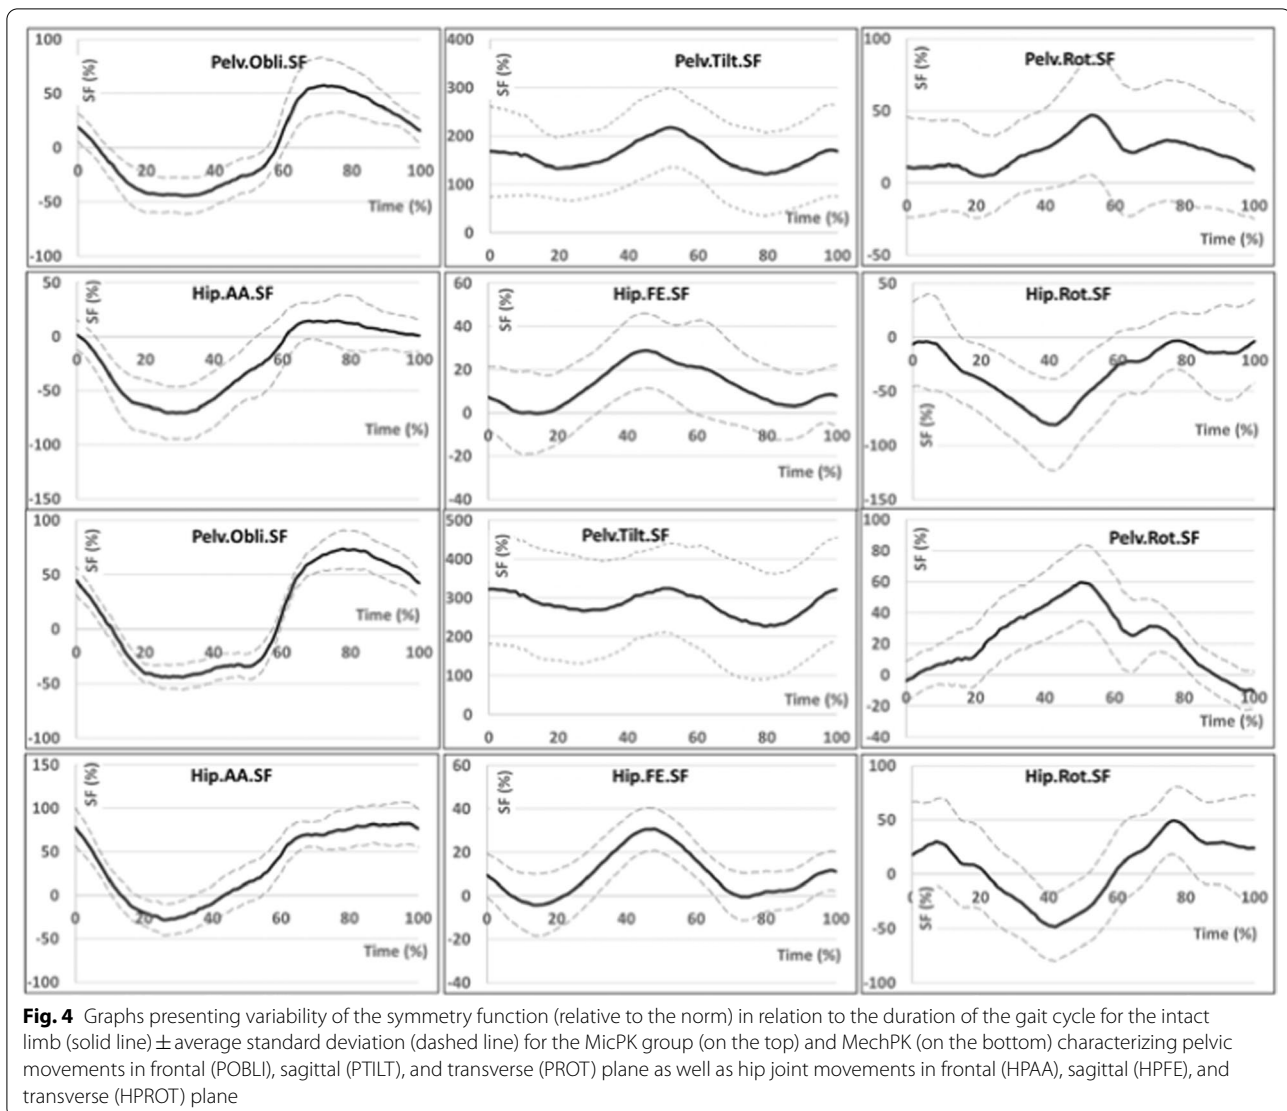 Pelv.Obli.SF
SF (%)
100
50
0
-50
-100
0 20 40 60 80 100
Time (%)
Pelv.Tilt.SF
SF (%)
400
300
200
100
0
0 20 40 60 80 100
Time (%)
Pelv.Rot.SF
SF (%)
100
50
0
-50
0 20 40 60 80 100
Time (%)
Hip.AA.SF
SF (%)
50
0
-50
-100
-150
0 20 40 60 80 100
Time (%)
Hip.FE.SF
SF (%)
60
40
20
0
-20
-40
0 20 40 60 80 100
Time (%)
Hip.Rot.SF
SF (%)
50
0
-50
-100
-150
0 20 40 60 80 100
Time (%)
Pelv.Obli.SF
SF (%)
100
50
0
-50
-100
0 20 40 60 80 100
Time (%)
Pelv.Tilt.SF
SF (%)
500
400
300
200
100
0
0 20 40 60 80 100
Time (%)
Pelv.Rot.SF
SF (%)
100
80
60
40
20
0
-20
-40
0 20 40 60 80 100
Time (%)
Hip.AA.SF
SF (%)
150
100
50
0
-50
-100
0 20 40 60 80 100
Time (%)
Hip.FE.SF
SF (%)
60
40
20
0
-20
-40
0 20 40 60 80 100
Time (%)
Hip.Rot.SF
SF (%)
100
50
0
-50
-100
0 20 40 60 80 100
Time (%)
Fig. 4 Graphs presenting variability of the symmetry function (relative to the norm) in relation to the duration of the gait cycle for the intact
limb (solid line) ± average standard deviation (dashed line) for the MicPK group (on the top) and MechPK (on the bottom) characterizing pelvic
movements in frontal (POBLI), sagittal (PTILT), and transverse (PROT) plane as well as hip joint movements in frontal (HPAA), sagittal (HPFE), and
transverse (HPROT) plane